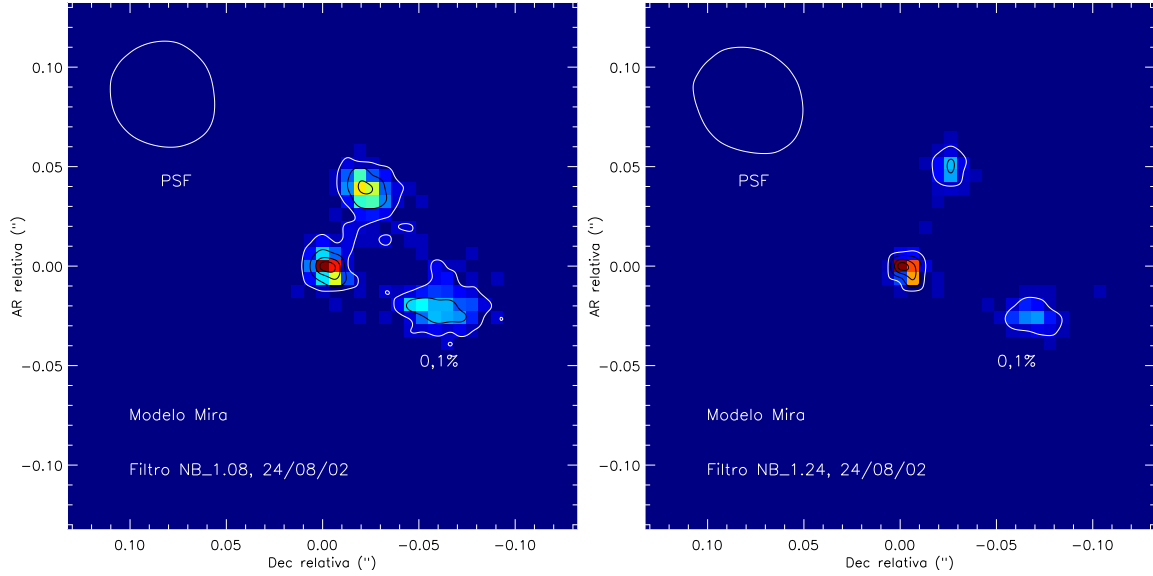 PSF
0,1%
Modelo Mira
Filtro NB_1.08, 24/08/02
AR relativa (")
0.10
0.05
0.00
−0.05
−0.10
0.10
0.05
0.00
−0.05
−0.10
Dec relativa (")
PSF
0,1%
Modelo Mira
Filtro NB_1.24, 24/08/02
AR relativa (")
0.10
0.05
0.00
−0.05
−0.10
0.10
0.05
0.00
−0.05
−0.10
Dec relativa (")